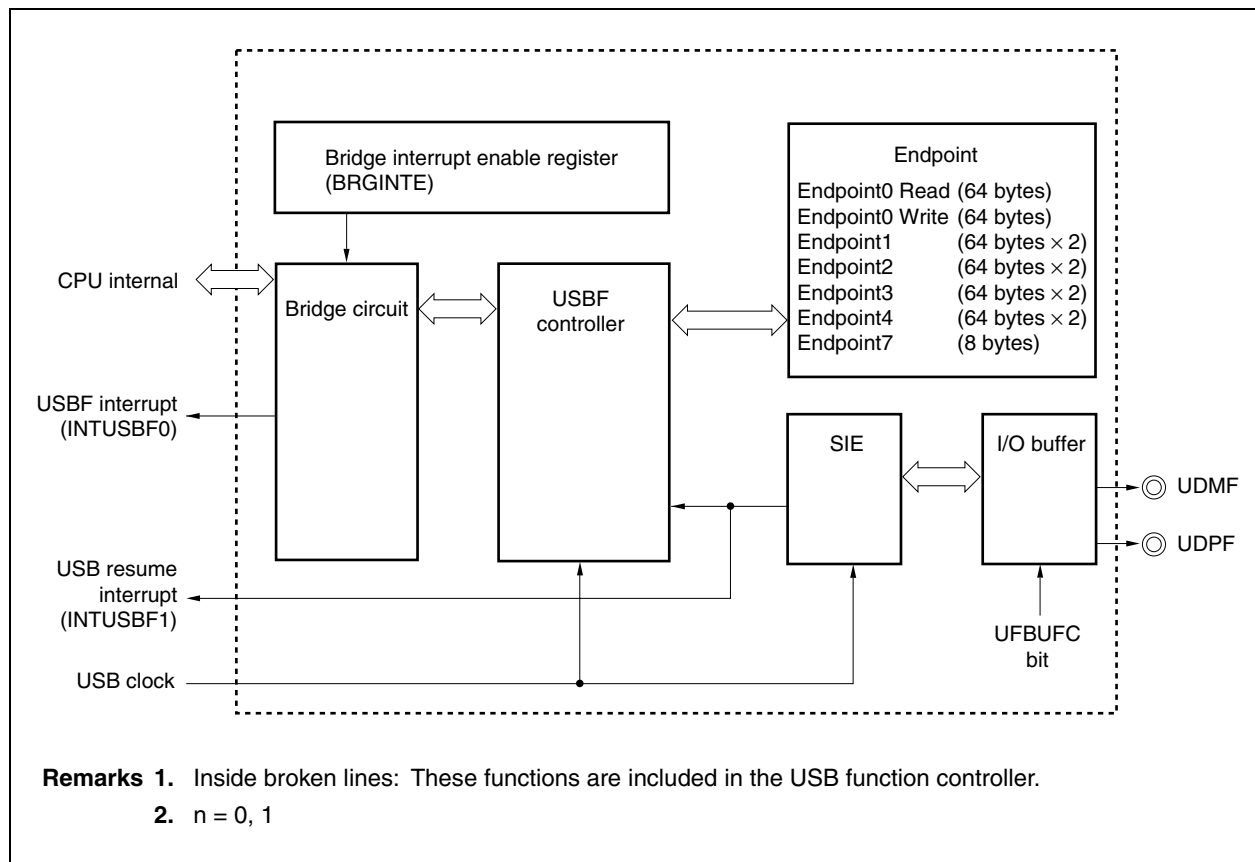 Bridge interrupt enable register
(BRGINTE)
Endpoint
Endpoint0 Read (64 bytes)
Endpoint0 Write (64 bytes)
Endpoint1 (64 bytes × 2)
Endpoint2 (64 bytes × 2)
Endpoint3 (64 bytes × 2)
Endpoint4 (64 bytes × 2)
Endpoint7 (8 bytes)
CPU internal
Bridge circuit
USBF
controller
USBF interrupt
(INTUSBF0)
SIE
I/O buffer
UDMF
UDPF
USB resume
interrupt
(INTUSBF1)
UFBUFC
bit
USB clock
Remarks 1. Inside broken lines: These functions are included in the USB function controller.
2. n = 0, 1